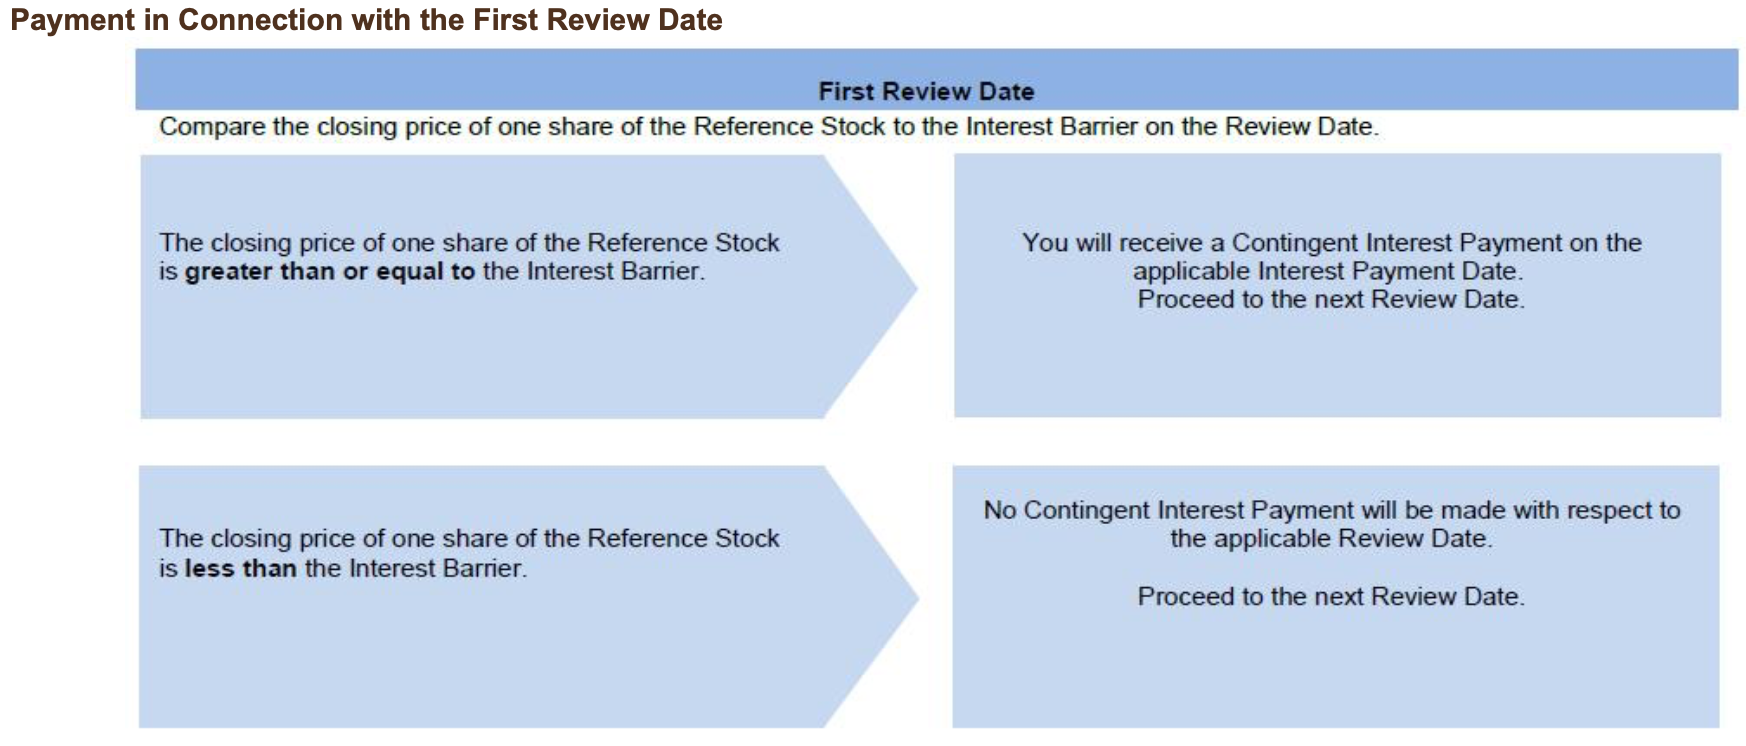 Payment in Connection with the First Review Date
First Review Date
Compare the closing price of one share of the Reference Stock to the Interest Barrier on the Review Date.
The closing price of one share of the Reference Stock
is greater than or equal to the Interest Barrier.
You will receive a Contingent Interest Payment on the
applicable Interest Payment Date.
Proceed to the next Review Date.
The closing price of one share of the Reference Stock
is less than the Interest Barrier.
No Contingent Interest Payment will be made with respect to
the applicable Review Date.
Proceed to the next Review Date.